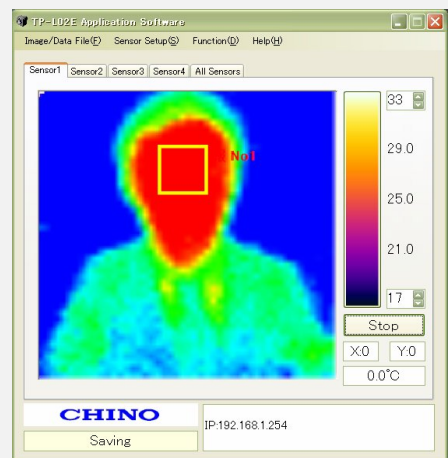 TP-L02E Application Software
Image/Data File(F) Sensor Setup(S) Function(D) Help(H)
Sensor1 Sensor2 Sensor3 Sensor4 All Sensors
No1
33
29.0
25.0
21.0
17
Stop
X:0 Y:0
0.0°C
CHINO
Saving
IP:192.168.1.254